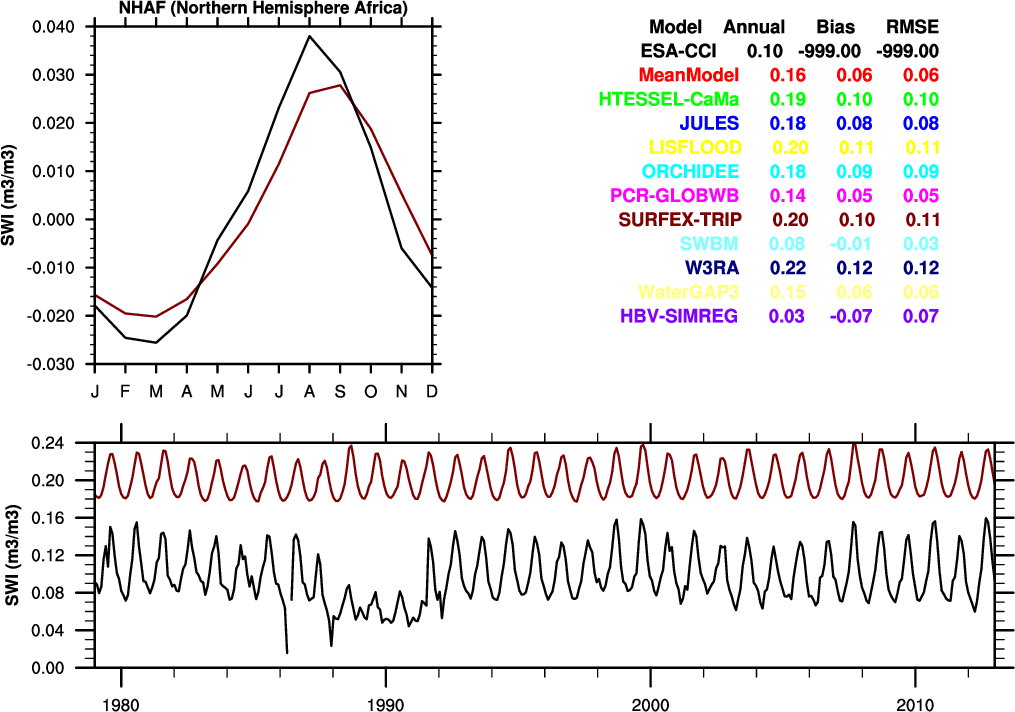 NHAF (Northern Hemisphere Africa)
0.040
0.030
0.020
0.010
0.000
-0.010
-0.020
-0.030
SWI (m3/m3)
J F M A M J J A S O N D
Model Annual Bias RMSE
ESA-CCI 0.10 -999.00 -999.00
MeanModel 0.16 0.06 0.06
HTESSEL-CaMa 0.19 0.10 0.10
JULES 0.18 0.08 0.08
LISFLOOD 0.20 0.11 0.11
ORCHIDEE 0.18 0.09 0.09
PCR-GLOBWB 0.14 0.05 0.05
SURFEX-TRIP 0.20 0.10 0.11
SWBM 0.08 -0.01 0.03
W3RA 0.22 0.12 0.12
WaterGAP3 0.15 0.06 0.06
HBV-SIMREG 0.03 -0.07 0.07
0.24
0.20
0.16
0.12
0.08
0.04
0.00
SWI (m3/m3)
1980 1990 2000 2010